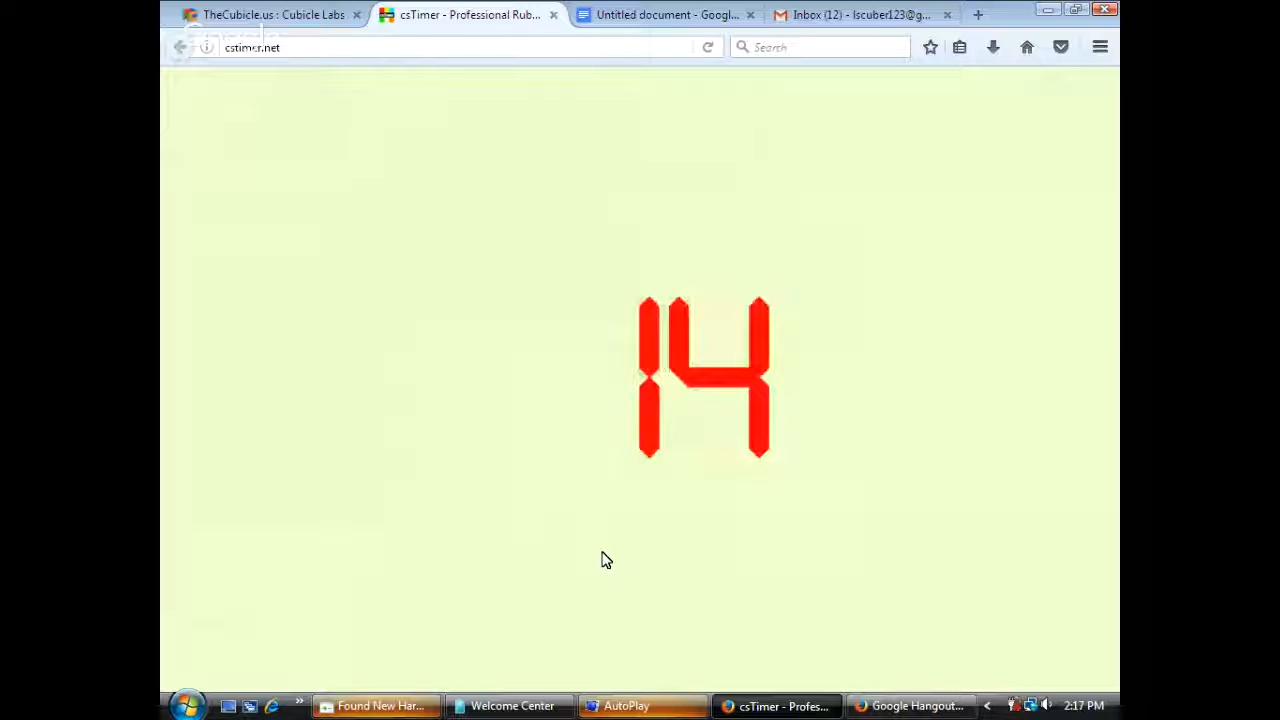 TheCubicle.us : Cubicle Labs
csTimer - Professional Rub...
Untitled document - Googl...
Inbox (12) - lscuber123@g...
Google
cstimer.net
Search
14
Found New Har...
Welcome Center
AutoPlay
csTimer - Profes...
Google Hangout...
2:17 PM